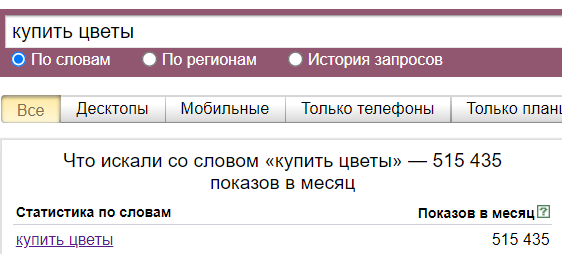 купить цветы
По словам По регионам История запросов
Все Десктопы Мобильные Только телефоны Только
Что искали со словом «купить цветы» — 515 435
показов в месяц
Статистика по словам Показов в месяц ?
купить цветы 515 435